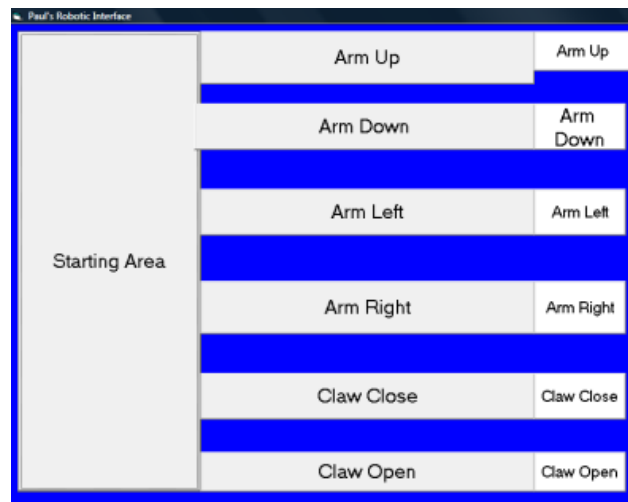 Paul's Robotic Interface
Arm Up
Arm Up
Arm Down
Arm
Down
Arm Left
Arm Left
Starting Area
Arm Right
Arm Right
Claw Close
Claw Close
Claw Open
Claw Open